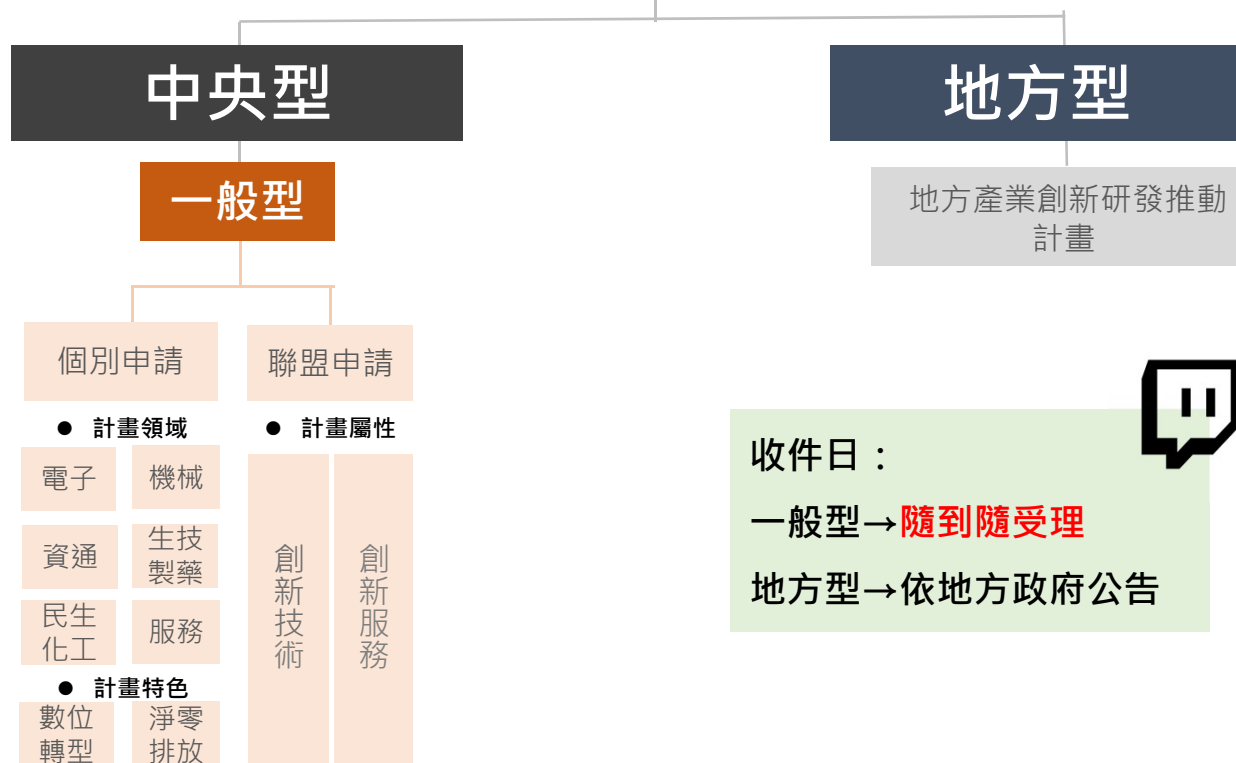 中央型
地方型
一般型
地方產業創新研發推動
計畫
個別申請
聯盟申請
● 計畫領域
● 計畫屬性
電子
機械
資通
生技
製藥
民生
化工
服務
創新技術
創新服務
● 計畫特色
數位
轉型
淨零
排放
收件日：
一般型→隨到隨受理
地方型→依地方政府公告